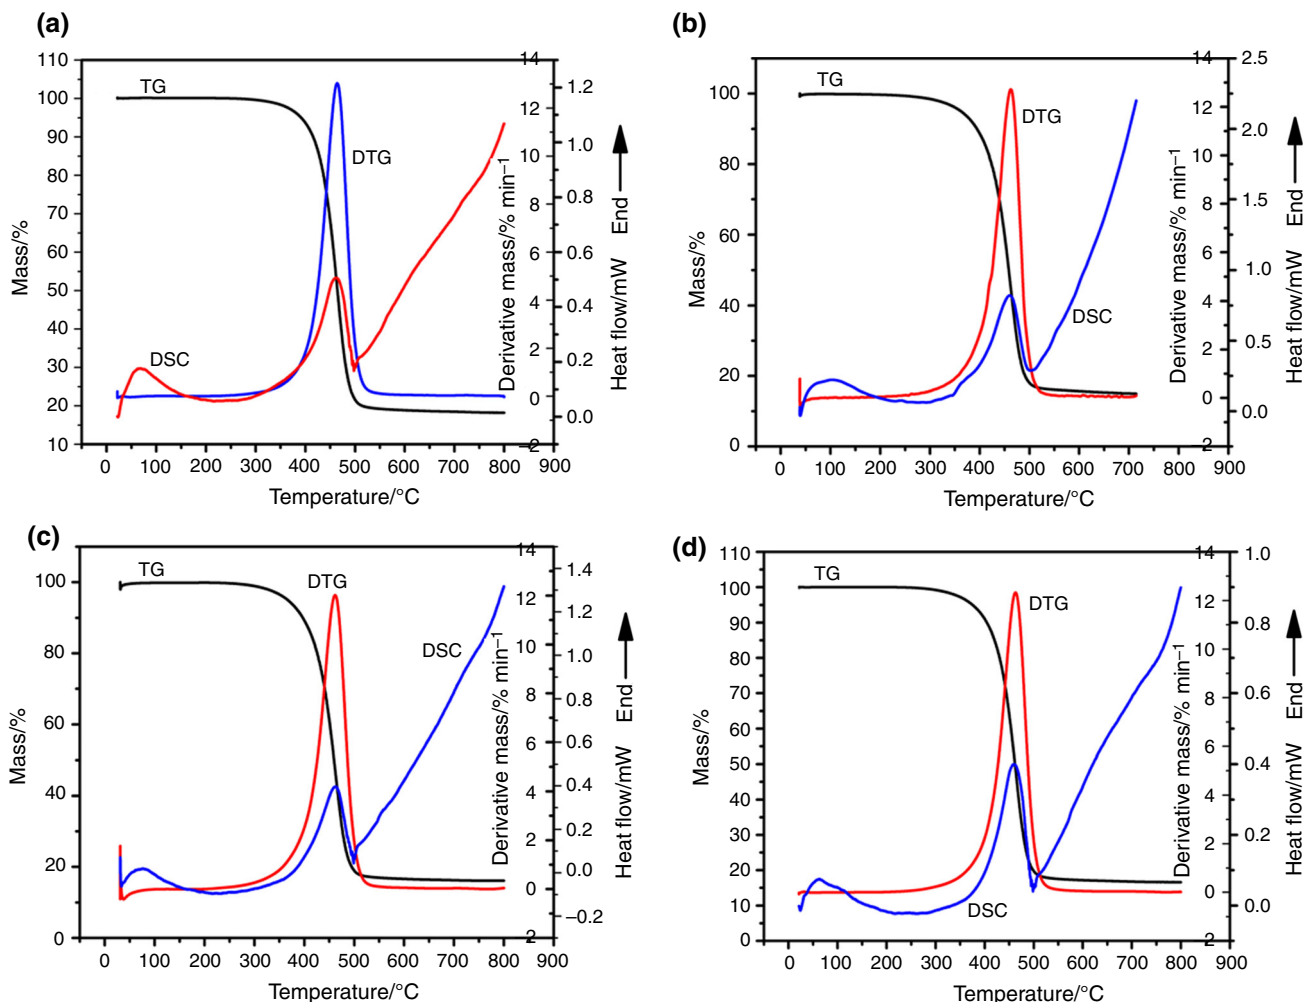 (a)
110
100
90
80
70
60
50
40
30
20
10
Mass/%
TG
DTG
DSC
14
12
10
8
6
4
2
0
−2
Derivative mass/% min−1
1.2
1.0
0.8
0.6
0.4
0.2
0.0
Heat flow/mW End
0 100 200 300 400 500 600 700 800 900
Temperature/°C
(b)
100
80
60
40
20
0
Mass/%
TG
DTG
DSC
14
12
10
8
6
4
2
0
2
Derivative mass/% min−1
2.5
2.0
1.5
1.0
0.5
0.0
Heat flow/mW End
0 100 200 300 400 500 600 700 800 900
Temperature/°C
(c)
100
80
60
40
20
0
Mass/%
TG
DTG
DSC
14
12
10
8
6
4
2
0
2
Derivative mass/% min−1
1.4
1.2
1.0
0.8
0.6
0.4
0.2
0.0
−0.2
Heat flow/mW End
0 100 200 300 400 500 600 700 800 900
Temperature/°C
(d)
110
100
90
80
70
60
50
40
30
20
10
0
Mass/%
TG
DTG
DSC
14
12
10
8
6
4
2
0
2
Derivative mass/% min−1
1.0
0.8
0.6
0.4
0.2
0.0
Heat flow/mW End
0 100 200 300 400 500 600 700 800 900
Temperature/°C